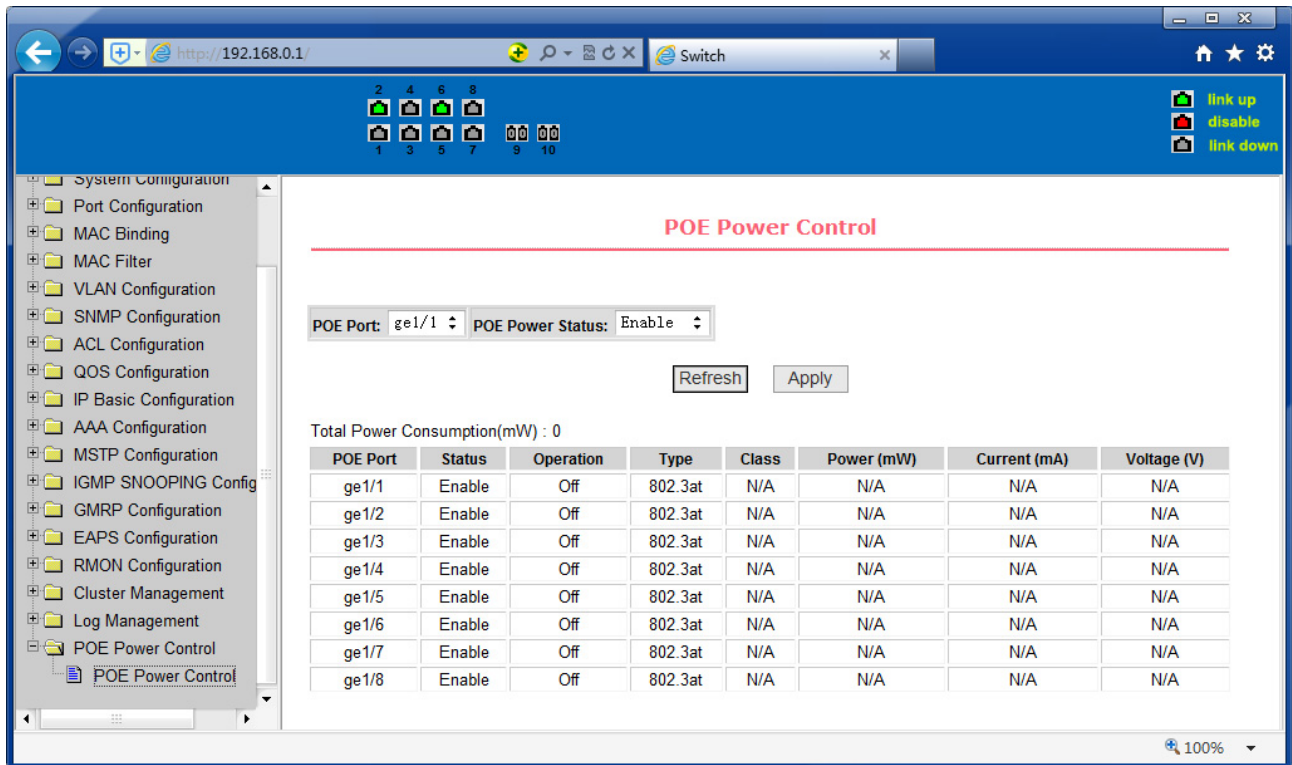 http://192.168.0.1/
Switch
2 4 6 8
1 3 5 7 9 10
link up
disable
link down
System Configuration
Port Configuration
MAC Binding
MAC Filter
VLAN Configuration
SNMP Configuration
ACL Configuration
QOS Configuration
IP Basic Configuration
AAA Configuration
MSTP Configuration
IGMP SNOOPING Config
GMRP Configuration
EAPS Configuration
RMON Configuration
Cluster Management
Log Management
POE Power Control
POE Power Control
POE Power Control
POE Port: ge1/1 POE Power Status: Enable
Refresh Apply
Total Power Consumption(mW) : 0
POE Port Status Operation Type Class Power (mW) Current (mA) Voltage (V)
ge1/1 Enable Off 802.3at N/A N/A N/A N/A
ge1/2 Enable Off 802.3at N/A N/A N/A N/A
ge1/3 Enable Off 802.3at N/A N/A N/A N/A
ge1/4 Enable Off 802.3at N/A N/A N/A N/A
ge1/5 Enable Off 802.3at N/A N/A N/A N/A
ge1/6 Enable Off 802.3at N/A N/A N/A N/A
ge1/7 Enable Off 802.3at N/A N/A N/A N/A
ge1/8 Enable Off 802.3at N/A N/A N/A N/A
100%